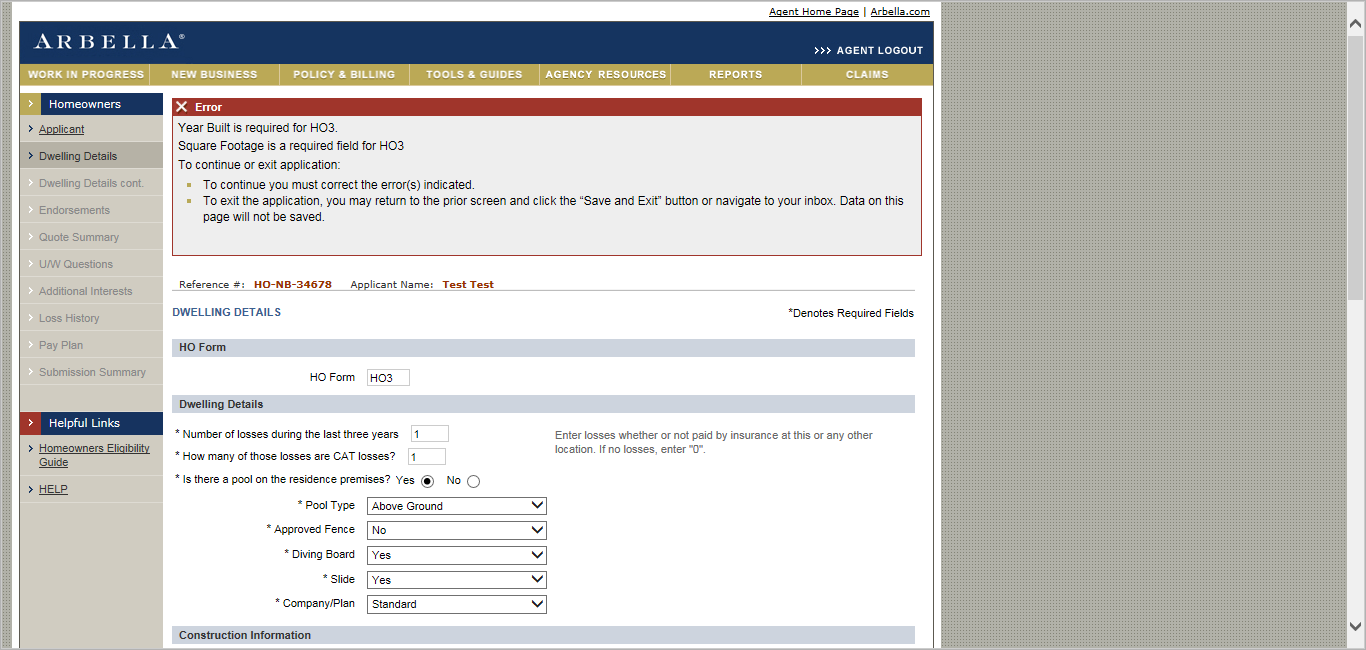 Agent Home Page | Arbella.com
ARBELLA®
>>> AGENT LOGOUT
WORK IN PROGRESS NEW BUSINESS POLICY & BILLING TOOLS & GUIDES AGENCY RESOURCES REPORTS CLAIMS
Homeowners
Applicant
Dwelling Details
Dwelling Details cont.
Endorsements
Quote Summary
U/W Questions
Additional Interests
Loss History
Pay Plan
Submission Summary
Helpful Links
Homeowners Eligibility
Guide
HELP
Error
Year Built is required for HO3.
Square Footage is a required field for HO3
To continue or exit application:
To continue you must correct the error(s) indicated.
To exit the application, you may return to the prior screen and click the “Save and Exit” button or navigate to your inbox. Data on this
page will not be saved.
Reference #: HO-NB-34678 Applicant Name: Test Test
DWELLING DETAILS
*Denotes Required Fields
HO Form
HO Form HO3
Dwelling Details
* Number of losses during the last three years 1
* How many of those losses are CAT losses? 1
Enter losses whether or not paid by insurance at this or any other
location. If no losses, enter "0".
* Is there a pool on the residence premises? Yes No
* Pool Type Above Ground
* Approved Fence No
* Diving Board Yes
* Slide Yes
* Company/Plan Standard
Construction Information